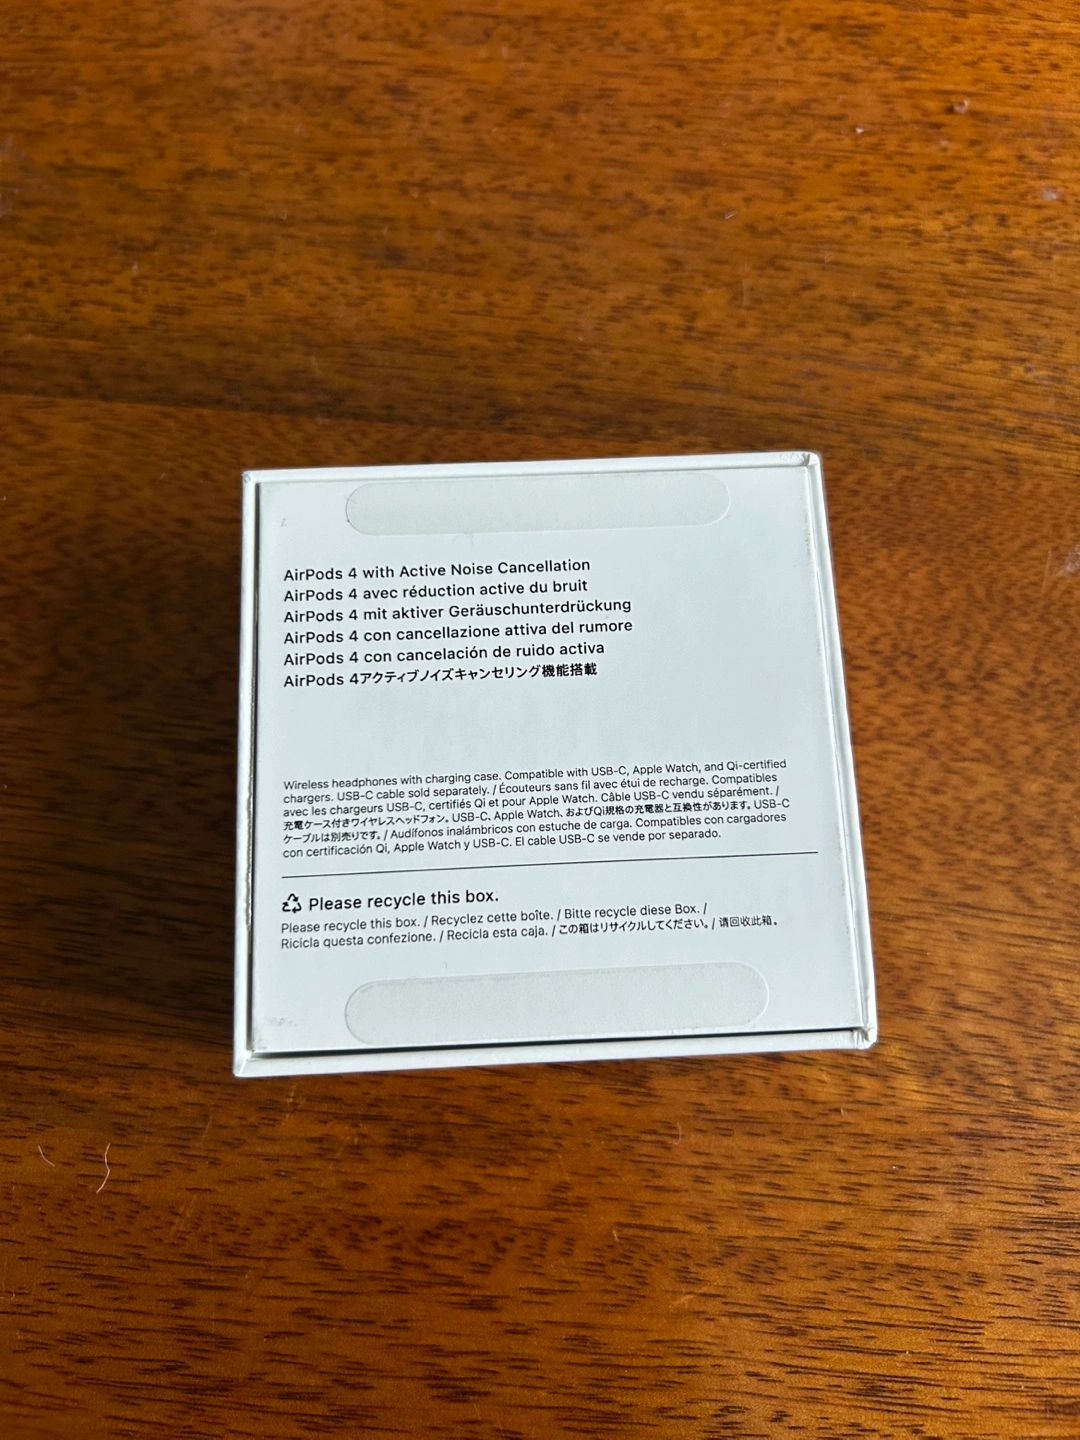 AirPods 4 with Active Noise Cancellation
AirPods 4 avec réduction active du bruit
AirPods 4 mit aktiver Geräuschunterdrückung
AirPods 4 con cancellazione attiva del rumore
AirPods 4 con cancelación de ruido activa
AirPods 4アクティブノイズキャンセリング機能搭載
Wireless headphones with charging case. Compatible with USB-C, Apple Watch, and Qi-certified
chargers. USB-C cable sold separately. / Écouteurs sans fil avec étui de recharge. Compatibles
avec les chargeurs USB-C, certifiés Qi et pour Apple Watch. Câble USB-C vendu séparément. /
充電ケース付きワイヤレスヘッドフォン。USB-C、Apple Watch、およびQi規格の充電器と互換性があります。USB-C
ケーブルは別売りです。/ Audífonos inalámbricos con estuche de carga. Compatibles con cargadores
con certificación Qi, Apple Watch y USB-C. El cable USB-C se vende por separado.
Please recycle this box.
Please recycle this box. / Recyclez cette boîte. / Bitte recycle diese Box. /
Ricicla questa confezione. / Recicla esta caja. / この箱はリサイクルしてください。/ 请回收此箱。